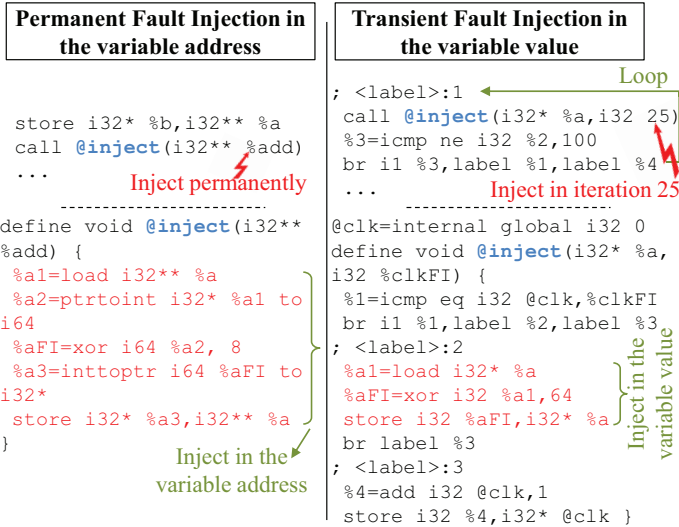 Permanent Fault Injection in
the variable address
store i32* %b,i32** %a
call @inject(i32** %add)
...
Inject permanently
define void @inject(i32**
%add) {
%a1=load i32** %a
%a2=ptrtoint i32* %a1 to
i64
%aFI=xor i64 %a2, 8
%a3=inttoptr i64 %aFI to
i32*
store i32* %a3,i32** %a
}
Inject in the
variable address
Transient Fault Injection in
the variable value
Loop
; <label>:1
call @inject(i32* %a,i32 25)
%3=icmp ne i32 %2,100
br i1 %3,label %1,label %4
...
Inject in iteration 25
@clk=internal global i32 0
define void @inject(i32* %a,
i32 %clkFI) {
%1=icmp eq i32 @clk,%clkFI
br i1 %1,label %2,label %3
; <label>:2
%a1=load i32* %a
%aFI=xor i32 %a1,64
store i32 %aFI,i32* %a
Inject in the
variable value
br label %3
; <label>:3
%4=add i32 @clk,1
store i32 %4,i32* @clk }